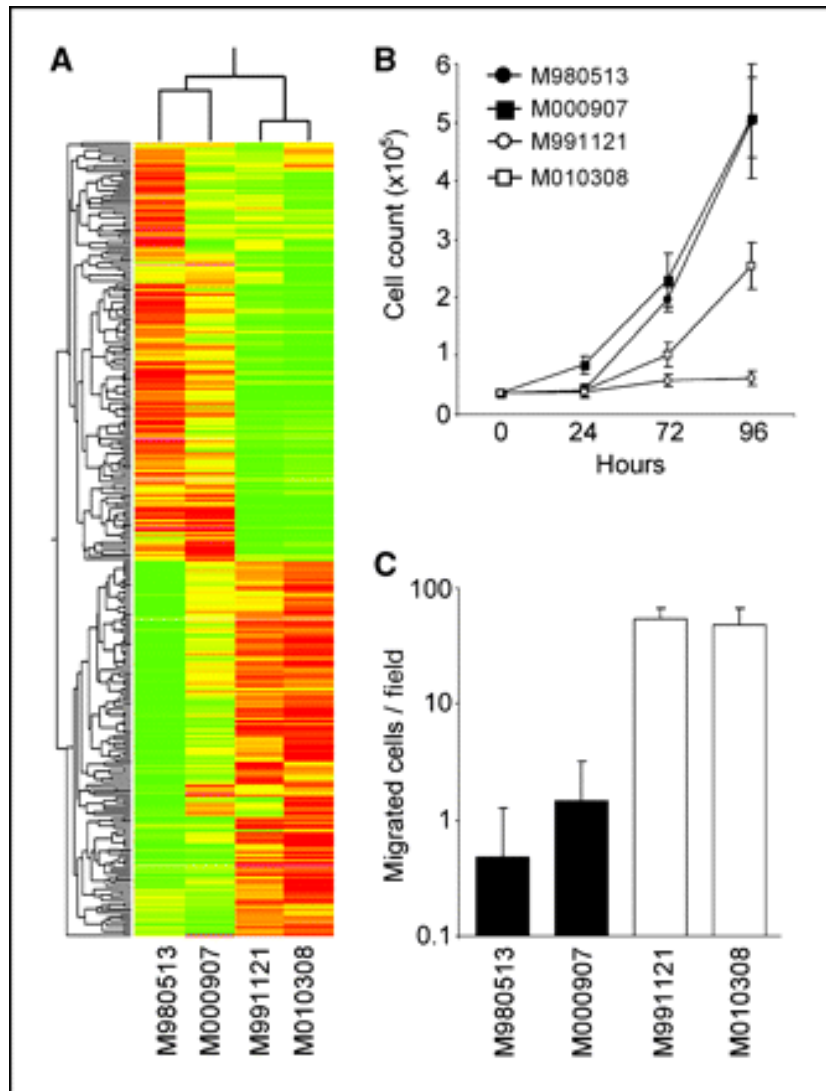 A
M980513
M000907
M991121
M010308
B
M980513
M000907
M991121
M010308
Cell count (x10⁵)
6
5
4
3
2
1
0
0 24 72 96
Hours
C
Migrated cells / field
100
10
1
0.1
M980513
M000907
M991121
M010308